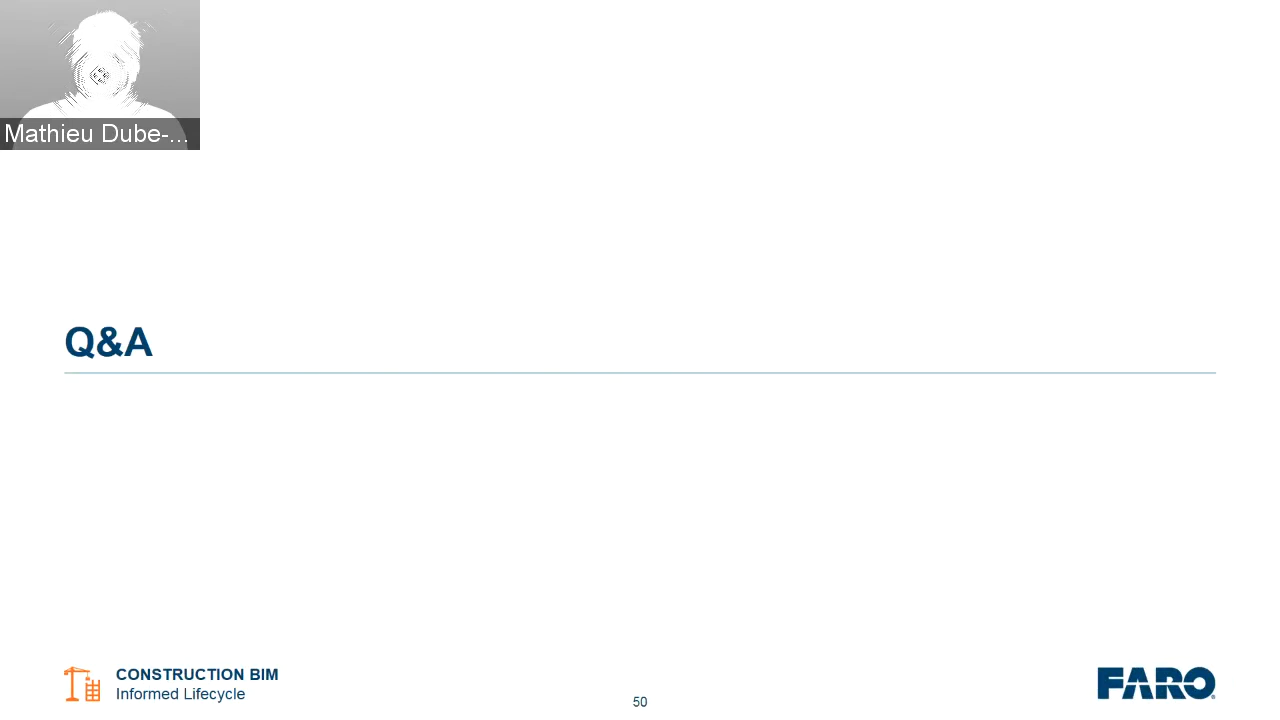 Mathieu Dube-...
Q&A
CONSTRUCTION BIM
Informed Lifecycle
50
FARO